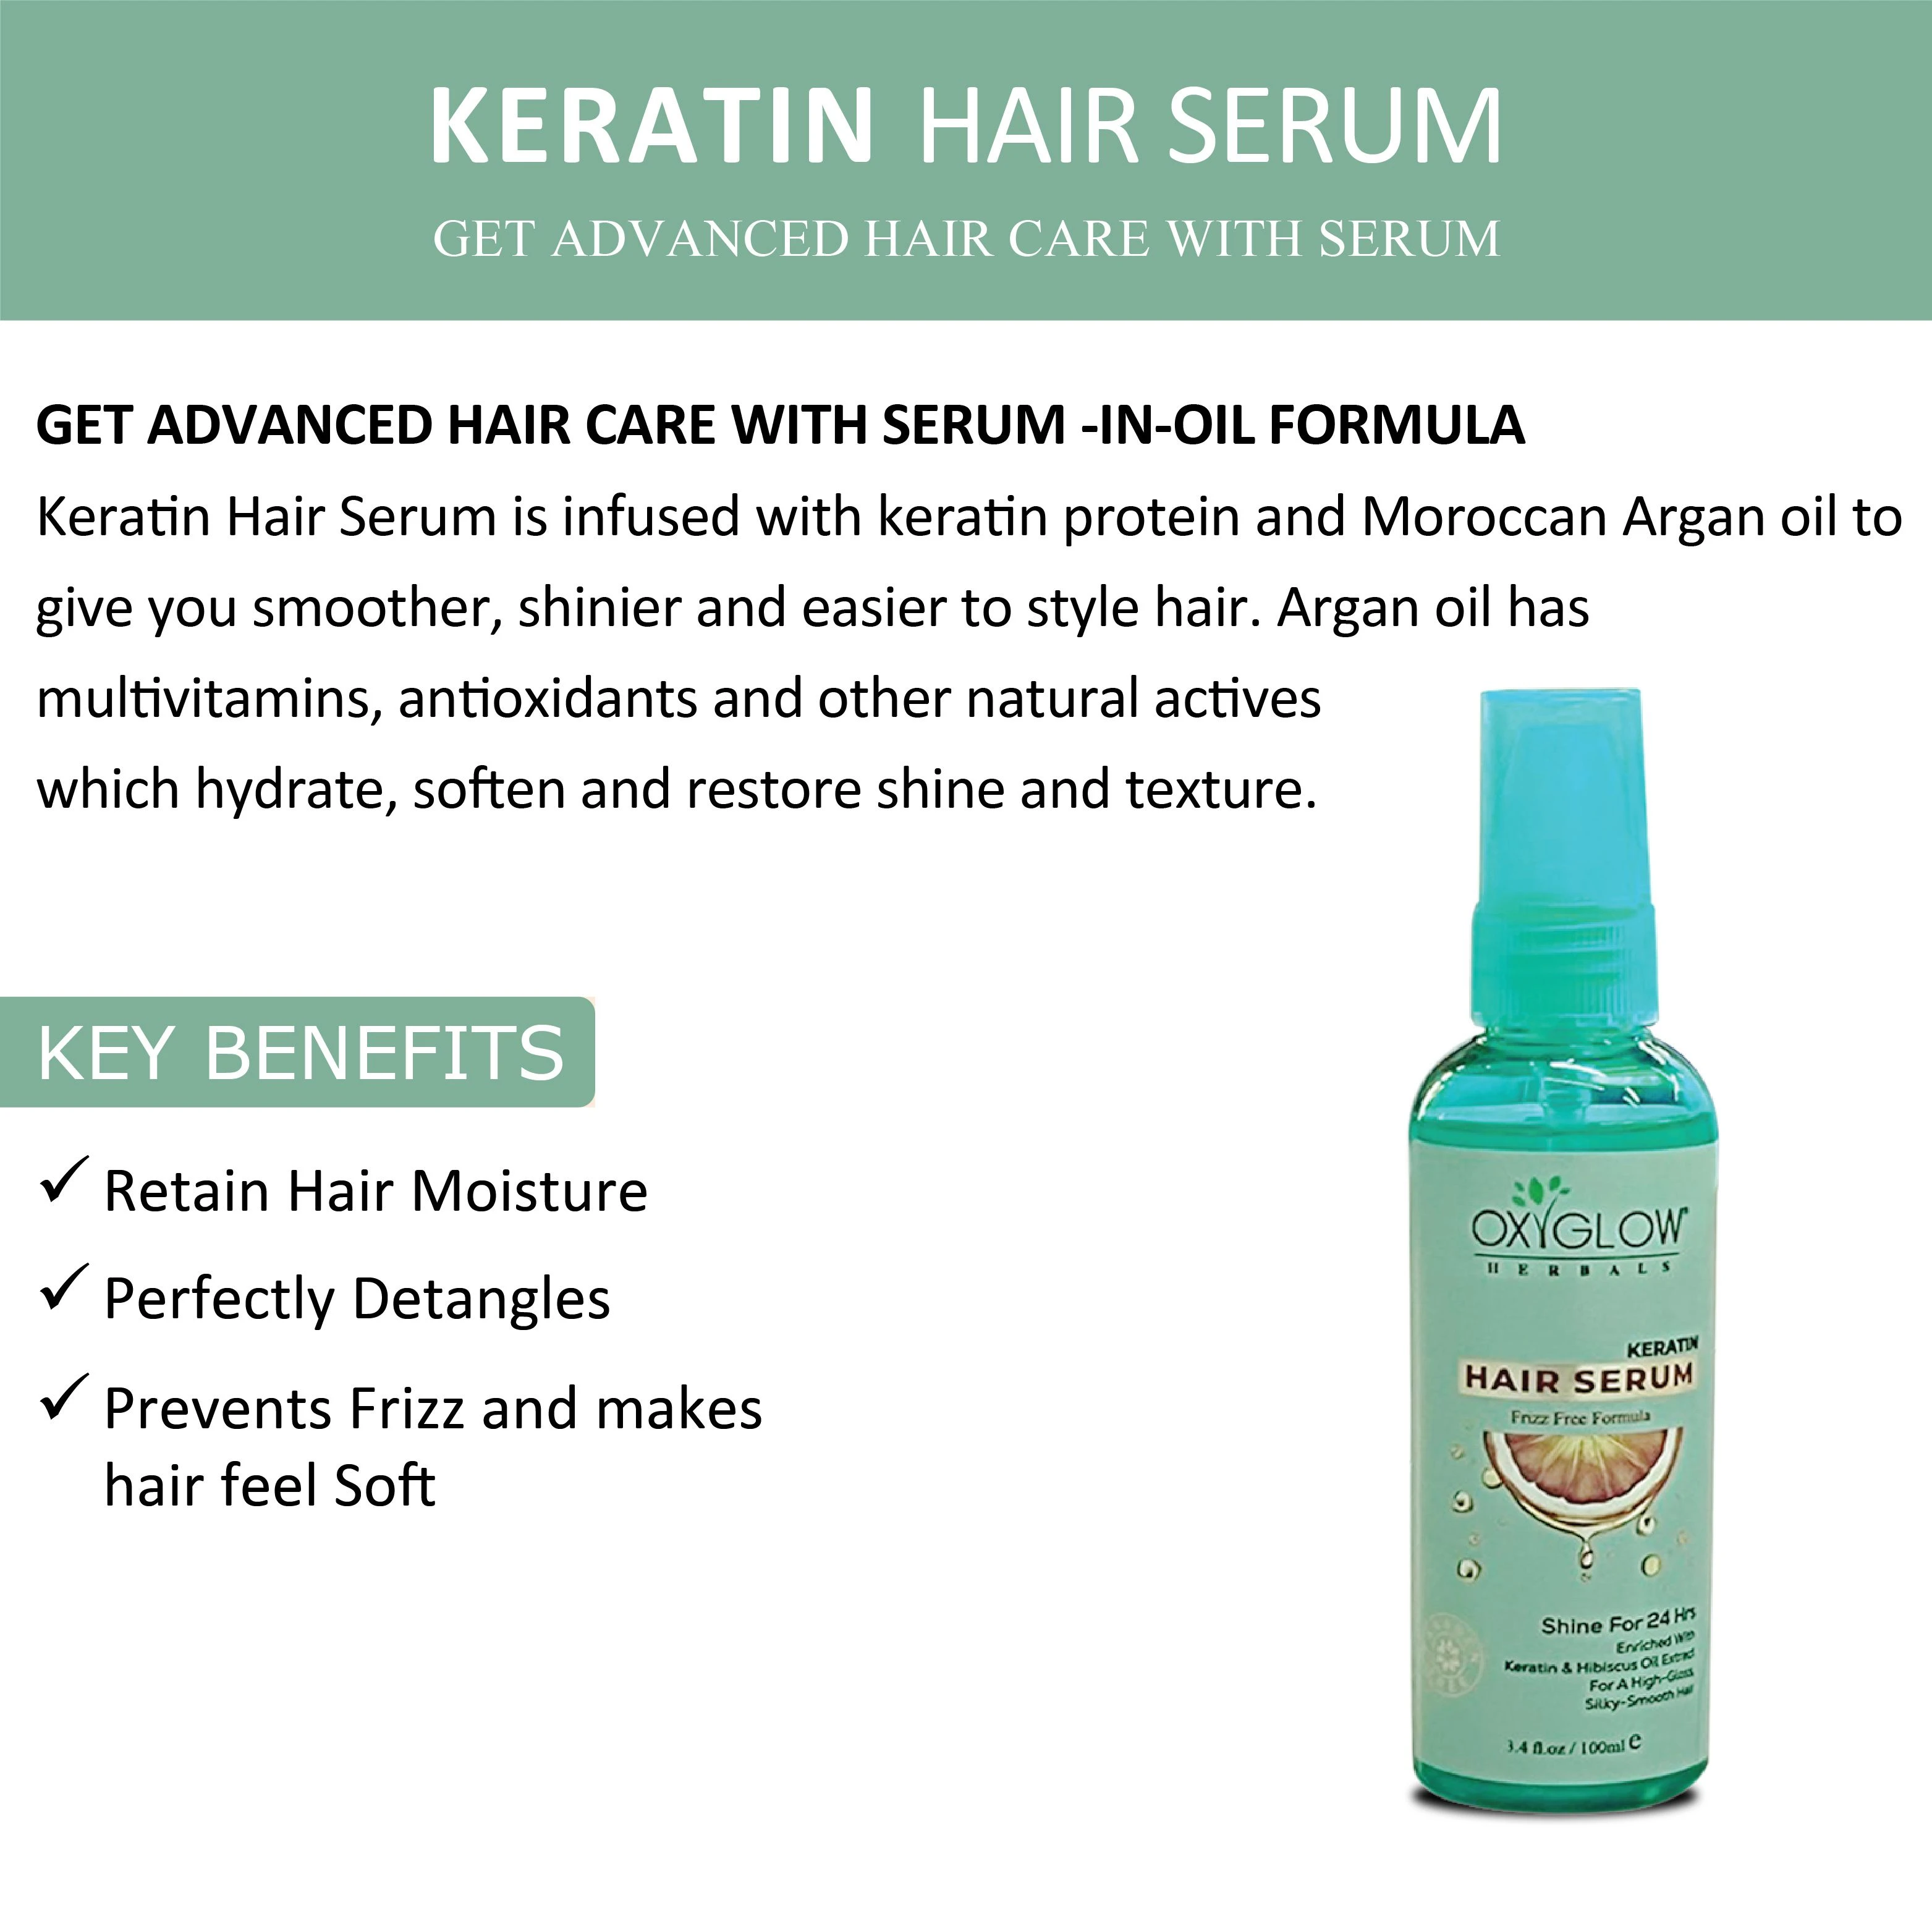 KERATIN HAIR SERUM
GET ADVANCED HAIR CARE WITH SERUM
GET ADVANCED HAIR CARE WITH SERUM -IN-OIL FORMULA
Keratin Hair Serum is infused with keratin protein and Moroccan Argan oil to
give you smoother, shinier and easier to style hair. Argan oil has
multivitamins, antioxidants and other natural actives
which hydrate, soften and restore shine and texture.
KEY BENEFITS
✓ Retain Hair Moisture
✓ Perfectly Detangles
✓ Prevents Frizz and makes
hair feel Soft
OXYGLOW
HERBALS
KERATIN
HAIR SERUM
Frizz Free Formula
Shine For 24 Hrs
Enriched With
Keratin & Hibiscus Oil Extract
For A High-Gloss
Silky-Smooth Hair
3.4 fl.oz / 100ml e